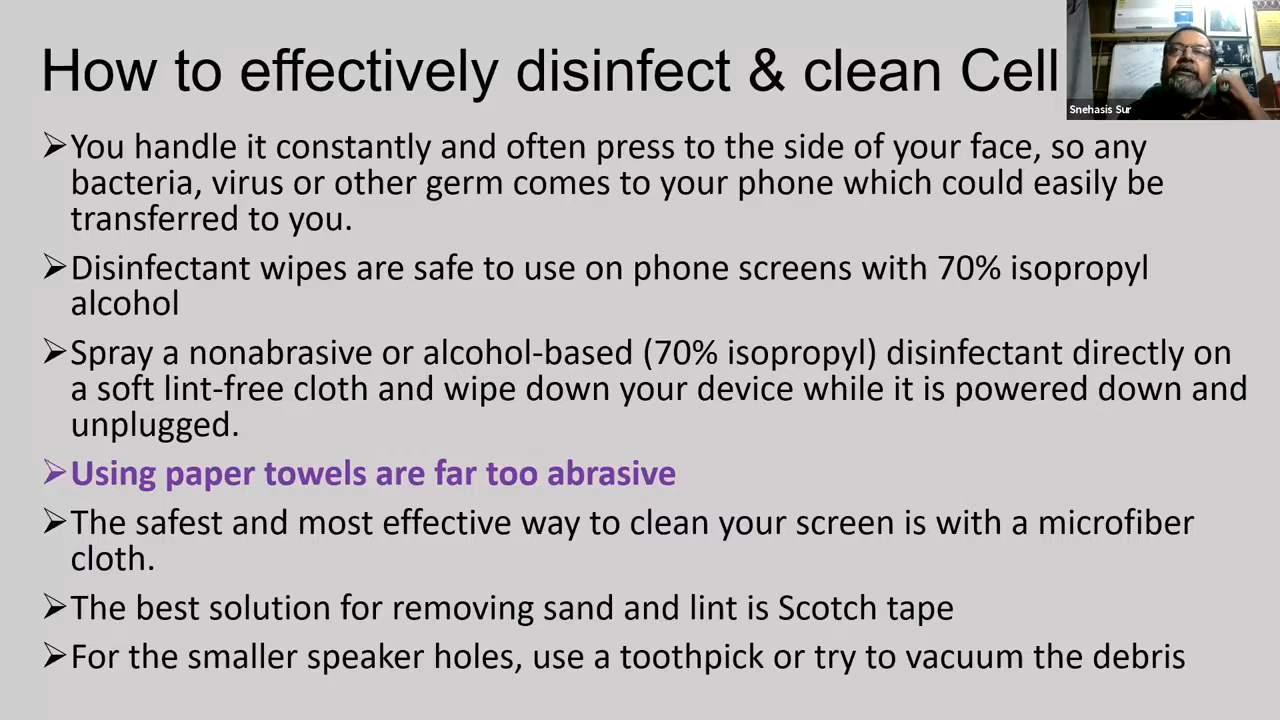 How to effectively disinfect & clean Cell
Snehasis Sur
➢You handle it constantly and often press to the side of your face, so any
bacteria, virus or other germ comes to your phone which could easily be
transferred to you.
➢Disinfectant wipes are safe to use on phone screens with 70% isopropyl
alcohol
➢Spray a nonabrasive or alcohol-based (70% isopropyl) disinfectant directly on
a soft lint-free cloth and wipe down your device while it is powered down and
unplugged.
➢Using paper towels are far too abrasive
➢The safest and most effective way to clean your screen is with a microfiber
cloth.
➢The best solution for removing sand and lint is Scotch tape
➢For the smaller speaker holes, use a toothpick or try to vacuum the debris